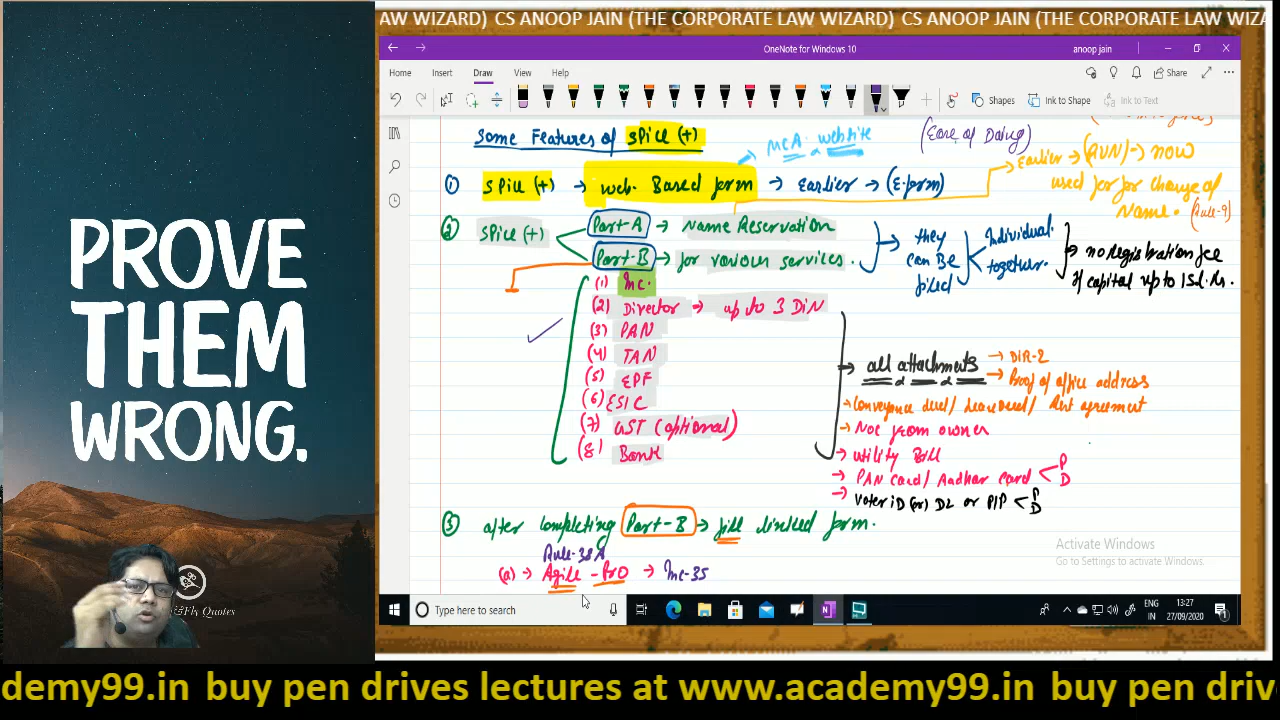 AW WIZARD) CS ANOOP JAIN (THE CORPORATE LAW WIZARD) CS ANOOP JAIN (THE CORPORATE LAW WIZA
OneNote for Windows 10
anoop jain
Home Insert Draw View Help
Share
Shapes
Ink to Shape
Ink to Text
Some Features of SPICE (+)
MCA website
(Ease of Doing)
① SPICE (+) → web. Based form → Earlier → (E-form)
Earlier → (RUN) → now
used for for change of
Name. (Rule-9)
② SPICE (+)
Part-A → Name Reservation
Part-B → for various services.
they
can Be
filed
Individual.
together.
→ no Registration fee
if capital up to 15L. Rs.
(1) Inc.
(2) Director → up to 3 DIN
(3) PAN
(4) TAN
(5) EPF
(6) ESIC
(7) GST (optional)
(8) Bank
→ all attachments
→ DIR-2
→ Proof of office address
→ Conveyance deed/ Lease Deed/ Rent agreement
→ NOC from owner
→ utility Bill
→ PAN Card/ Aadhar Card < P D
→ Voter ID (or) DL or P/P < P D
③ after completing Part-B → fill linked form.
Rule-38A
(a) → Agile - PRO → Inc-35
Activate Windows
Go to Settings to activate Windows.
PROVE
THEM
WRONG.
Fly Quotes
Type here to search
ENG
IN
13:27
27/09/2020
demy99.in buy pen drives lectures at www.academy99.in buy pen driv